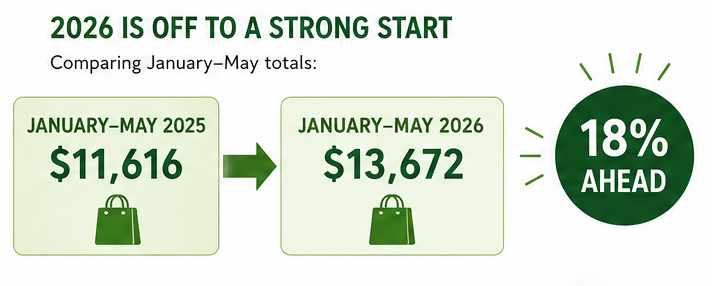 2026 IS OFF TO A STRONG START
Comparing January–May totals:
JANUARY–MAY 2025
$11,616
JANUARY–MAY 2026
$13,672
18%
AHEAD